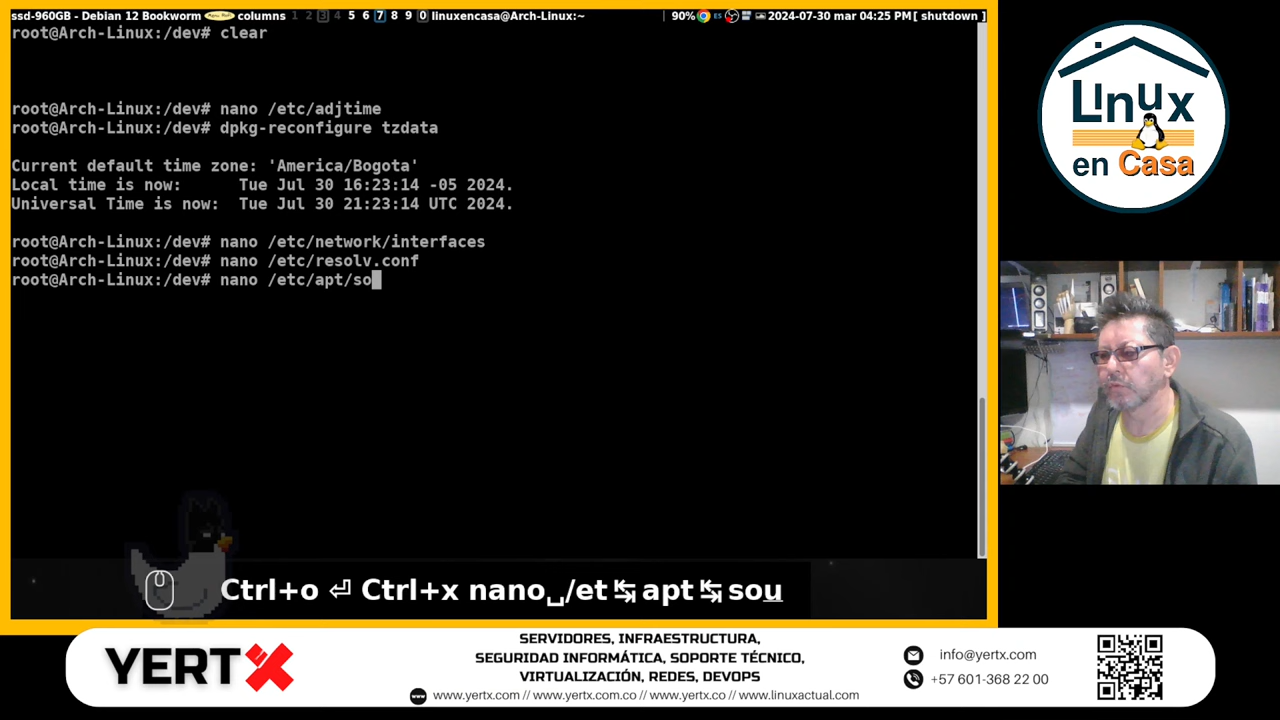 ssd-960GB - Debian 12 Bookworm columns 1 2 3 4 5 6 7 8 9 0 linuxencasa@Arch-Linux:~ 90% ES 2024-07-30 mar 04:25 PM[ shutdown ]
root@Arch-Linux:/dev# clear
root@Arch-Linux:/dev# nano /etc/adjtime
root@Arch-Linux:/dev# dpkg-reconfigure tzdata
Current default time zone: 'America/Bogota'
Local time is now:      Tue Jul 30 16:23:14 -05 2024.
Universal Time is now:  Tue Jul 30 21:23:14 UTC 2024.
root@Arch-Linux:/dev# nano /etc/network/interfaces
root@Arch-Linux:/dev# nano /etc/resolv.conf
root@Arch-Linux:/dev# nano /etc/apt/so
Linux
en Casa
Ctrl+o ⏎ Ctrl+x nano␣/et↹apt↹sou
YERTX
SERVIDORES, INFRAESTRUCTURA,
SEGURIDAD INFORMÁTICA, SOPORTE TÉCNICO,
VIRTUALIZACIÓN, REDES, DEVOPS
www.yertx.com // www.yertx.com.co // www.yertx.co // www.linuxactual.com
info@yertx.com
+57 601-368 22 00